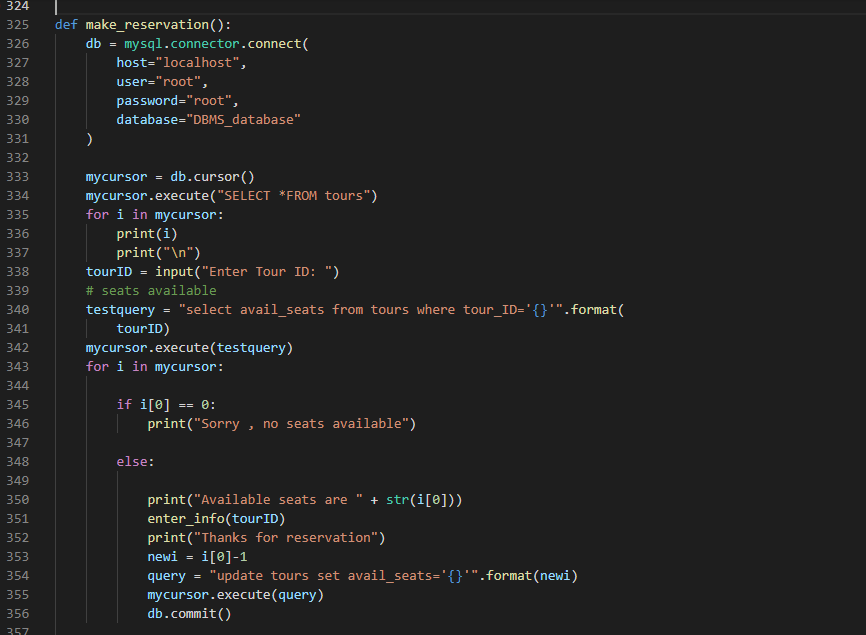 324
325 def make_reservation():
326     db = mysql.connector.connect(
327         host="localhost",
328         user="root",
329         password="root",
330         database="DBMS_database"
331     )
332
333     mycursor = db.cursor()
334     mycursor.execute("SELECT *FROM tours")
335     for i in mycursor:
336         print(i)
337         print("\n")
338     tourID = input("Enter Tour ID: ")
339     # seats available
340     testquery = "select avail_seats from tours where tour_ID='{}'".format(
341         tourID)
342     mycursor.execute(testquery)
343     for i in mycursor:
344
345         if i[0] == 0:
346             print("Sorry , no seats available")
347
348         else:
349
350             print("Available seats are " + str(i[0]))
351             enter_info(tourID)
352             print("Thanks for reservation")
353             newi = i[0]-1
354             query = "update tours set avail_seats='{}'".format(newi)
355             mycursor.execute(query)
356             db.commit()
357